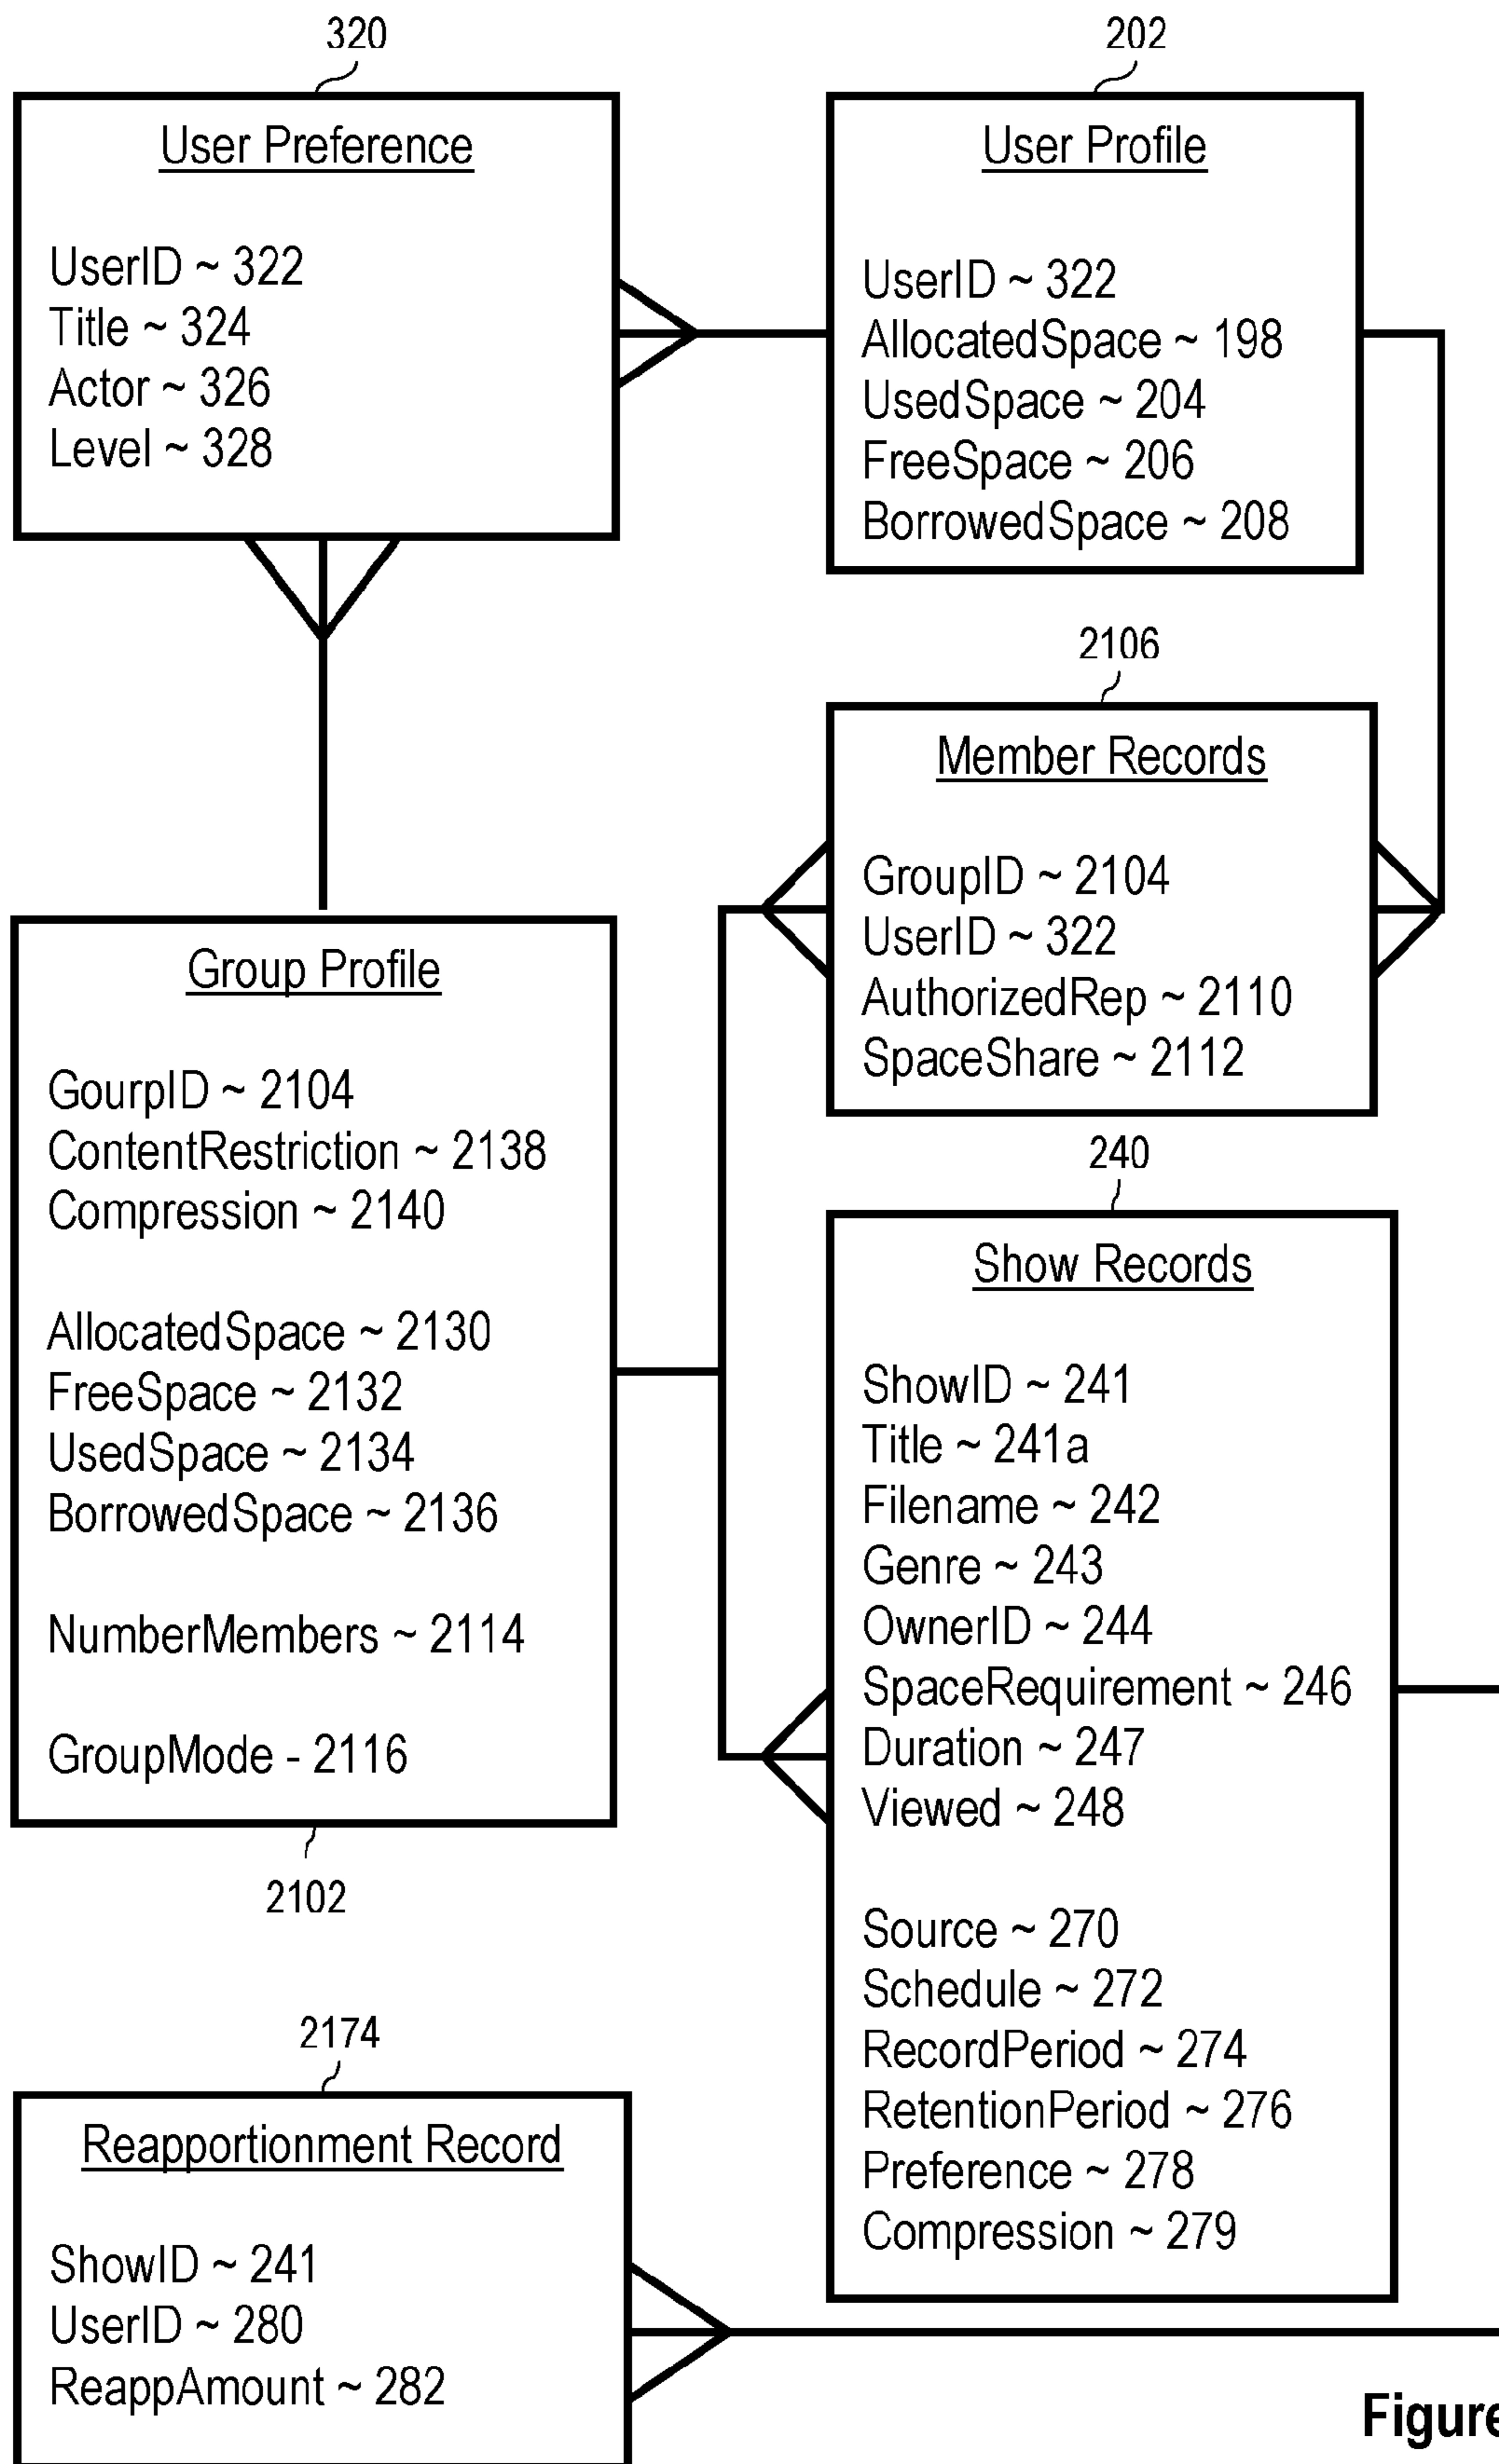 320
User Preference
UserID ~ 322
Title ~ 324
Actor ~ 326
Level ~ 328
202
User Profile
UserID ~ 322
AllocatedSpace ~ 198
UsedSpace ~ 204
FreeSpace ~ 206
BorrowedSpace ~ 208
2106
Member Records
GroupID ~ 2104
UserID ~ 322
AuthorizedRep ~ 2110
SpaceShare ~ 2112
Group Profile
GourpID ~ 2104
ContentRestriction ~ 2138
Compression ~ 2140
AllocatedSpace ~ 2130
FreeSpace ~ 2132
UsedSpace ~ 2134
BorrowedSpace ~ 2136
NumberMembers ~ 2114
GroupMode - 2116
2102
240
Show Records
ShowID ~ 241
Title ~ 241a
Filename ~ 242
Genre ~ 243
OwnerID ~ 244
SpaceRequirement ~ 246
Duration ~ 247
Viewed ~ 248
Source ~ 270
Schedule ~ 272
RecordPeriod ~ 274
RetentionPeriod ~ 276
Preference ~ 278
Compression ~ 279
2174
Reapportionment Record
ShowID ~ 241
UserID ~ 280
ReappAmount ~ 282
Figure